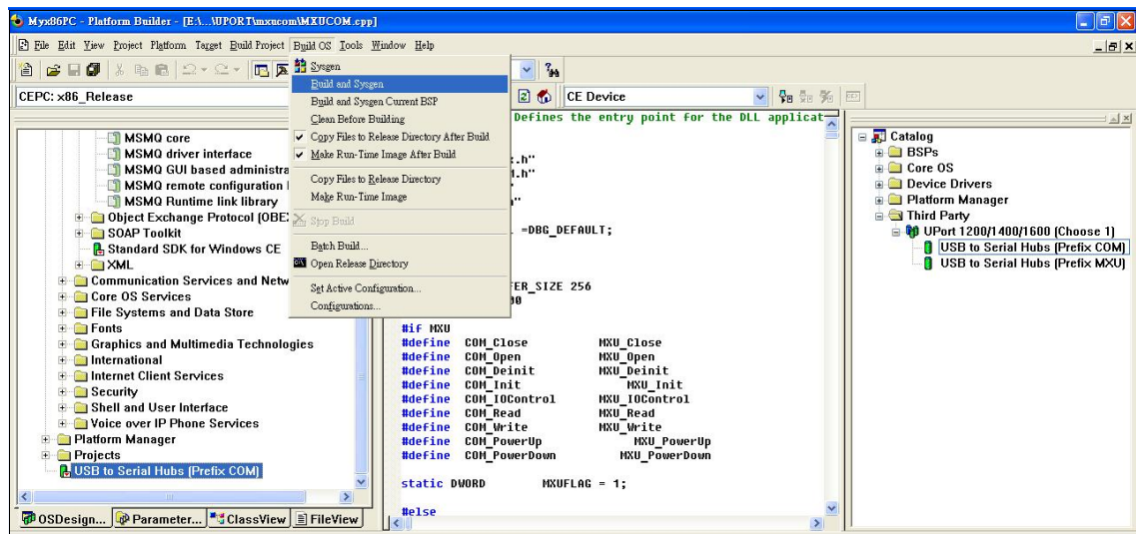 Myx86PC - Platform Builder - [E:\...\UPORT\mxucom\MXUCOM.cpp]
File Edit View Project Platform Target Build Project Build OS Tools Window Help
CEPC: x86_Release
CE Device
MSMQ core
MSMQ driver interface
MSMQ GUI based administra
MSMQ remote configuration
MSMQ Runtime link library
Object Exchange Protocol (OBE
SOAP Toolkit
Standard SDK for Windows CE
XML
Communication Services and Netw
Core OS Services
File Systems and Data Store
Fonts
Graphics and Multimedia Technologies
International
Internet Client Services
Security
Shell and User Interface
Voice over IP Phone Services
Platform Manager
Projects
USB to Serial Hubs (Prefix COM)
OSDesign... Parameter... ClassView FileView
Sysgen
Build and Sysgen
Build and Sysgen Current BSP
Clean Before Building
Copy Files to Release Directory After Build
Make Run-Time Image After Build
Copy Files to Release Directory
Make Run-Time Image
Stop Build
Batch Build...
Open Release Directory
Set Active Configuration...
Configurations...
Defines the entry point for the DLL applicat
.h"
=DBG_DEFAULT;
FER_SIZE 256
#if MXU
#define COM_Close MXU_Close
#define COM_Open MXU_Open
#define COM_Deinit MXU_Deinit
#define COM_Init MXU_Init
#define COM_IOControl MXU_IOControl
#define COM_Read MXU_Read
#define COM_Write MXU_Write
#define COM_PowerUp MXU_PowerUp
#define COM_PowerDown MXU_PowerDown
static DWORD MXUFLAG = 1;
#else
Catalog
BSPs
Core OS
Device Drivers
Platform Manager
Third Party
UPort 1200/1400/1600 (Choose 1)
USB to Serial Hubs (Prefix COM)
USB to Serial Hubs (Prefix MXU)